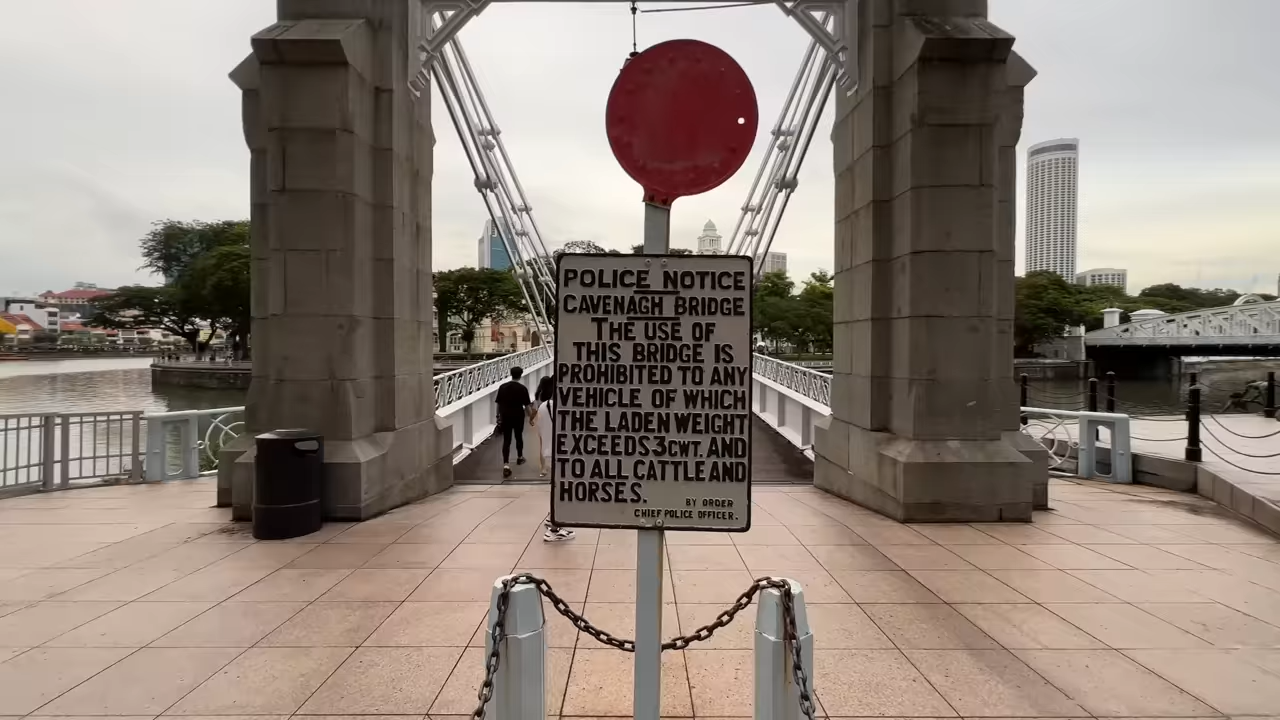 POLICE NOTICE
CAVENAGH BRIDGE
THE USE OF
THIS BRIDGE IS
PROHIBITED TO ANY
VEHICLE OF WHICH
THE LADEN WEIGHT
EXCEEDS 3CWT. AND
TO ALL CATTLE AND
HORSES.
BY ORDER
CHIEF POLICE OFFICER.